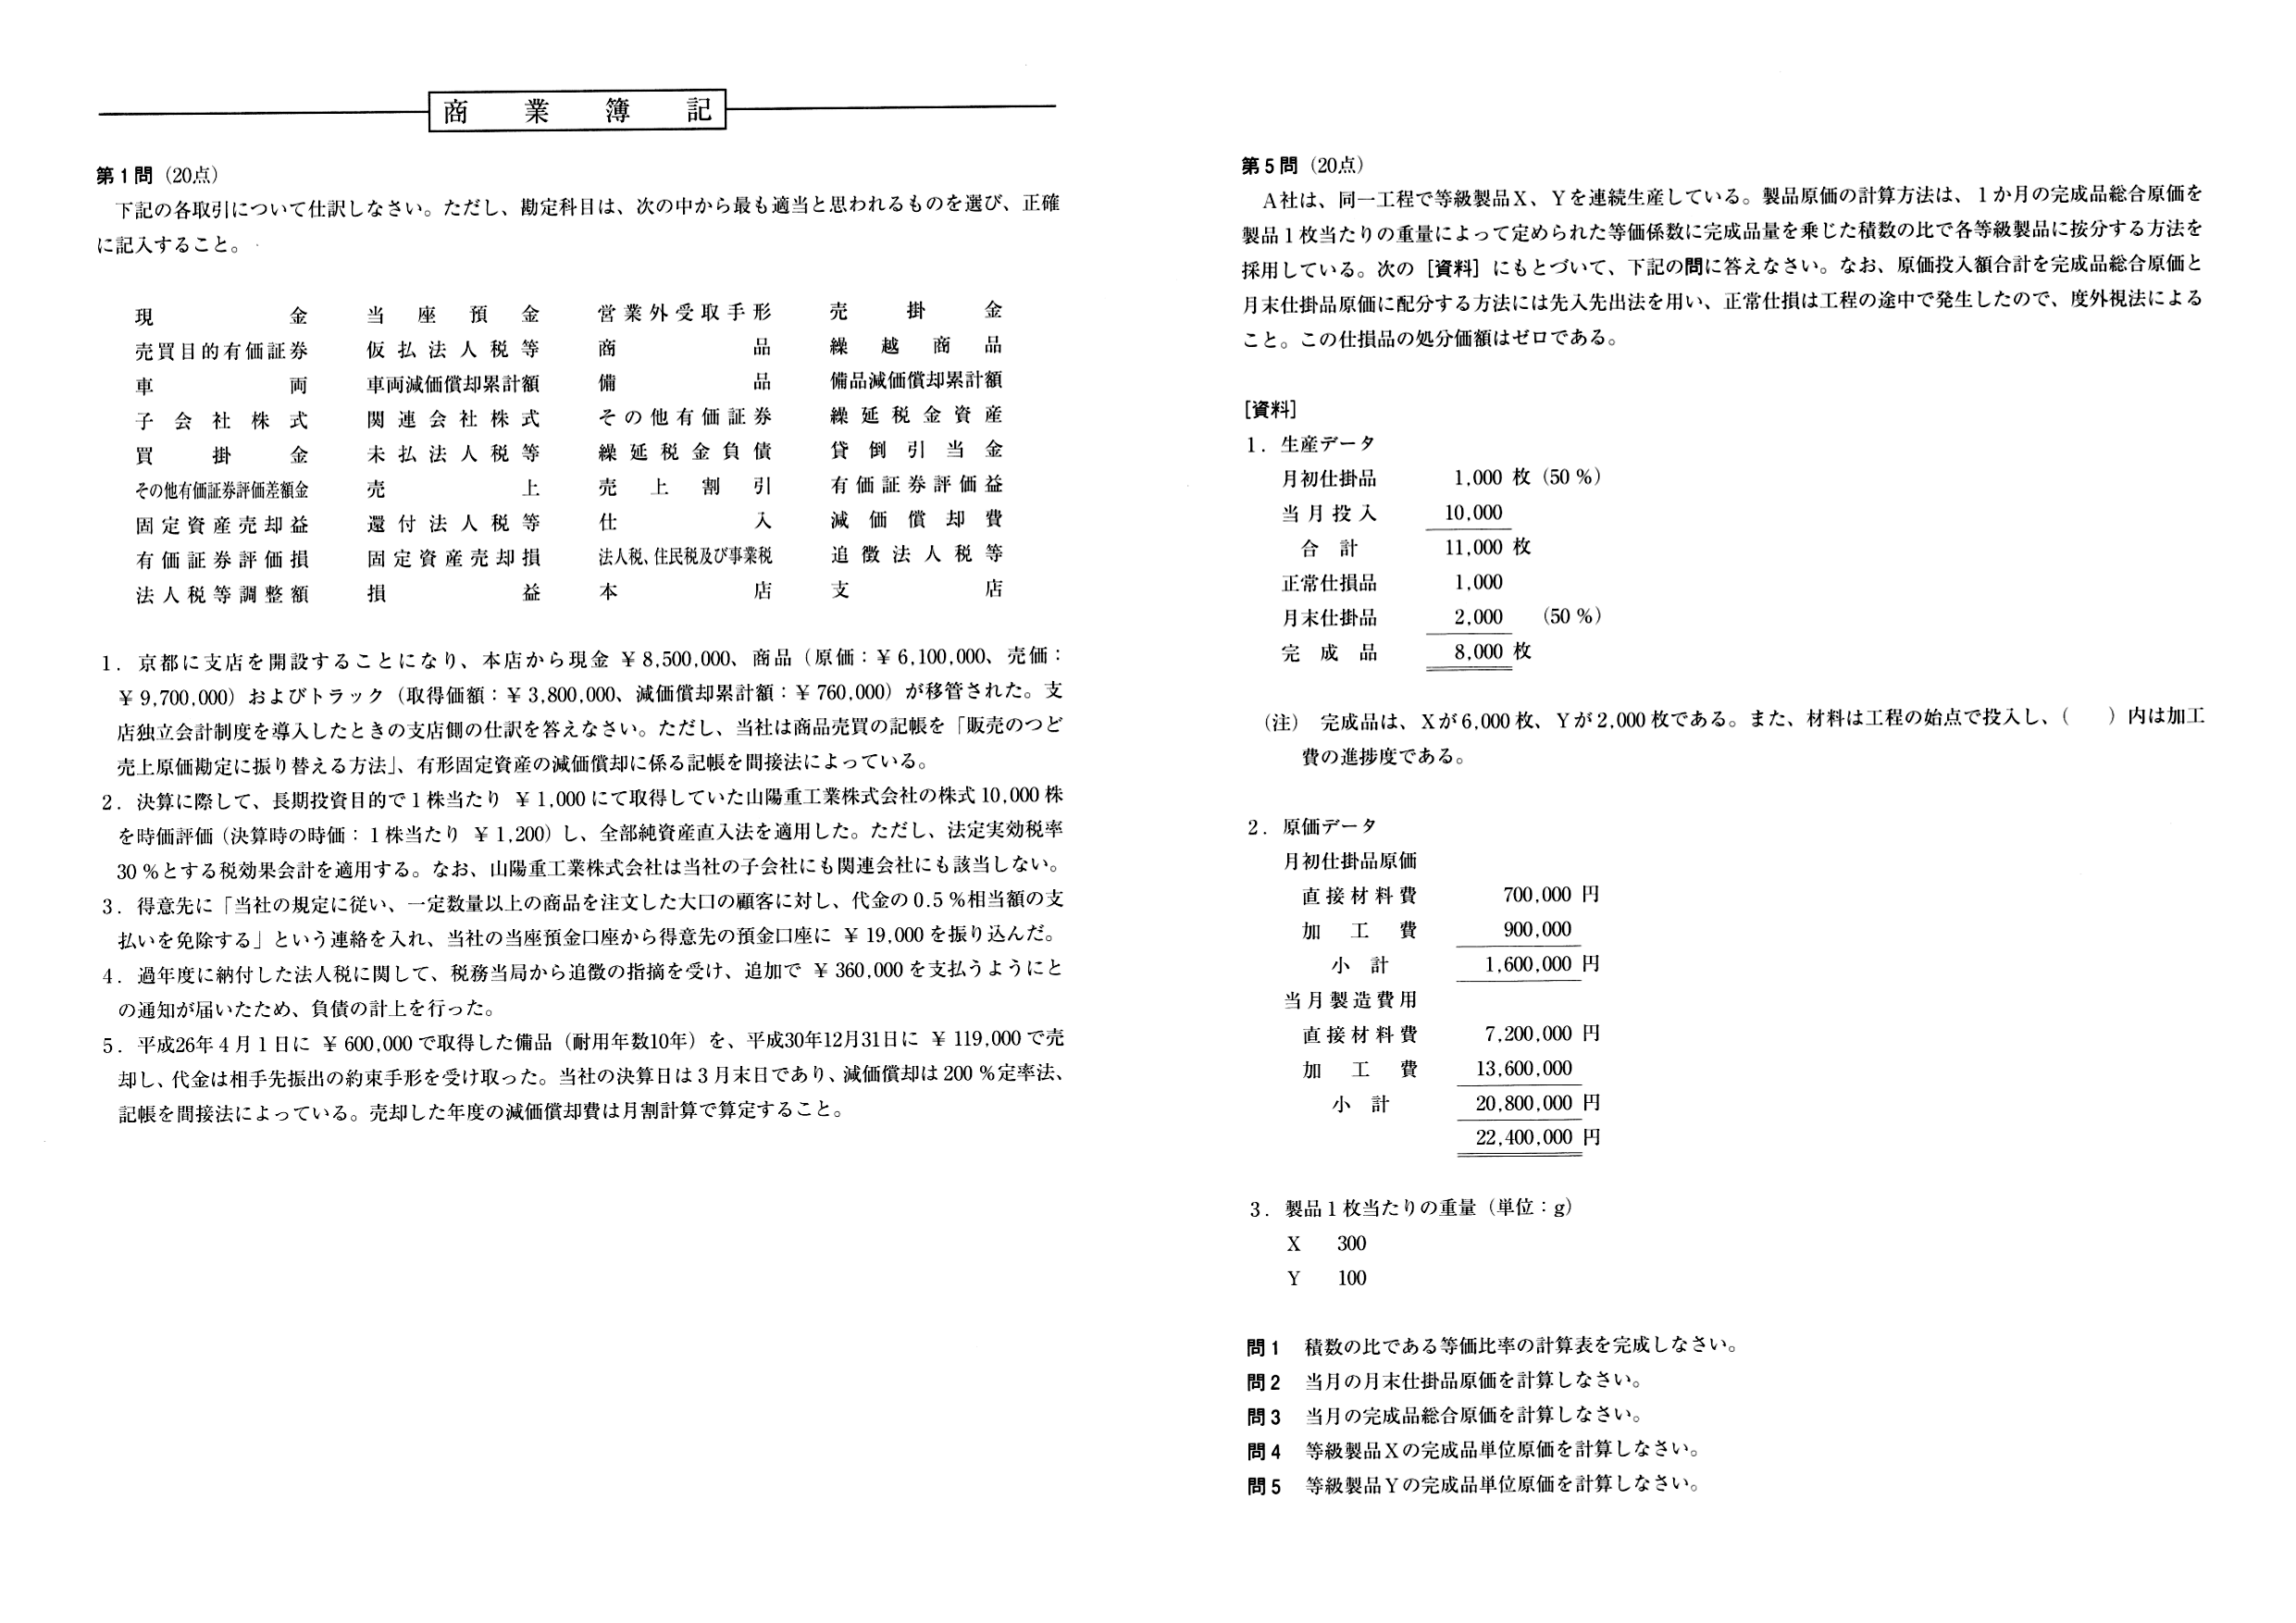 商業簿記
第1問（20点）
下記の各取引について仕訳しなさい。ただし、勘定科目は、次の中から最も適当と思われるものを選び、正確
に記入すること。
現金 当座預金 営業外受取手形 売掛金
売買目的有価証券 仮払法人税等 商品 繰越商品
車両 車両減価償却累計額 備品 備品減価償却累計額
子会社株式 関連会社株式 その他有価証券 繰延税金資産
買掛金 未払法人税等 繰延税金負債 貸倒引当金
その他有価証券評価差額金 売上 売上割引 有価証券評価益
固定資産売却益 還付法人税等 仕入 減価償却費
有価証券評価損 固定資産売却損 法人税、住民税及び事業税 追徴法人税等
法人税等調整額 損益 本店 支店
1．京都に支店を開設することになり、本店から現金 ¥ 8,500,000、商品（原価：¥ 6,100,000、売価：
¥ 9,700,000）およびトラック（取得価額：¥ 3,800,000、減価償却累計額：¥ 760,000）が移管された。支
店独立会計制度を導入したときの支店側の仕訳を答えなさい。ただし、当社は商品売買の記帳を「販売のつど
売上原価勘定に振り替える方法」、有形固定資産の減価償却に係る記帳を間接法によっている。
2．決算に際して、長期投資目的で1株当たり ¥ 1,000 にて取得していた山陽重工業株式会社の株式 10,000 株
を時価評価（決算時の時価：1株当たり ¥ 1,200）し、全部純資産直入法を適用した。ただし、法定実効税率
30 %とする税効果会計を適用する。なお、山陽重工業株式会社は当社の子会社にも関連会社にも該当しない。
3．得意先に「当社の規定に従い、一定数量以上の商品を注文した大口の顧客に対し、代金の 0.5 %相当額の支
払いを免除する」という連絡を入れ、当社の当座預金口座から得意先の預金口座に ¥ 19,000 を振り込んだ。
4．過年度に納付した法人税に関して、税務当局から追徴の指摘を受け、追加で ¥ 360,000 を支払うようにと
の通知が届いたため、負債の計上を行った。
5．平成26年4月1日に ¥ 600,000 で取得した備品（耐用年数10年）を、平成30年12月31日に ¥ 119,000 で売
却し、代金は相手先振出の約束手形を受け取った。当社の決算日は3月末日であり、減価償却は 200 %定率法、
記帳を間接法によっている。売却した年度の減価償却費は月割計算で算定すること。
第5問（20点）
A社は、同一工程で等級製品X、Yを連続生産している。製品原価の計算方法は、1か月の完成品総合原価を
製品1枚当たりの重量によって定められた等価係数に完成品量を乗じた積数の比で各等級製品に按分する方法を
採用している。次の［資料］にもとづいて、下記の問に答えなさい。なお、原価投入額合計を完成品総合原価と
月末仕掛品原価に配分する方法には先入先出法を用い、正常仕損は工程の途中で発生したので、度外視法による
こと。この仕損品の処分価額はゼロである。
［資料］
1．生産データ
月初仕掛品 1,000 枚（50 %）
当月投入 10,000
合計 11,000 枚
正常仕損品 1,000
月末仕掛品 2,000 （50 %）
完成品 8,000 枚
（注） 完成品は、Xが6,000枚、Yが2,000枚である。また、材料は工程の始点で投入し、（ ）内は加工
費の進捗度である。
2．原価データ
月初仕掛品原価
直接材料費 700,000 円
加工費 900,000
小計 1,600,000 円
当月製造費用
直接材料費 7,200,000 円
加工費 13,600,000
小計 20,800,000 円
22,400,000 円
3．製品1枚当たりの重量（単位：g）
X 300
Y 100
問1 積数の比である等価比率の計算表を完成しなさい。
問2 当月の月末仕掛品原価を計算しなさい。
問3 当月の完成品総合原価を計算しなさい。
問4 等級製品Xの完成品単位原価を計算しなさい。
問5 等級製品Yの完成品単位原価を計算しなさい。